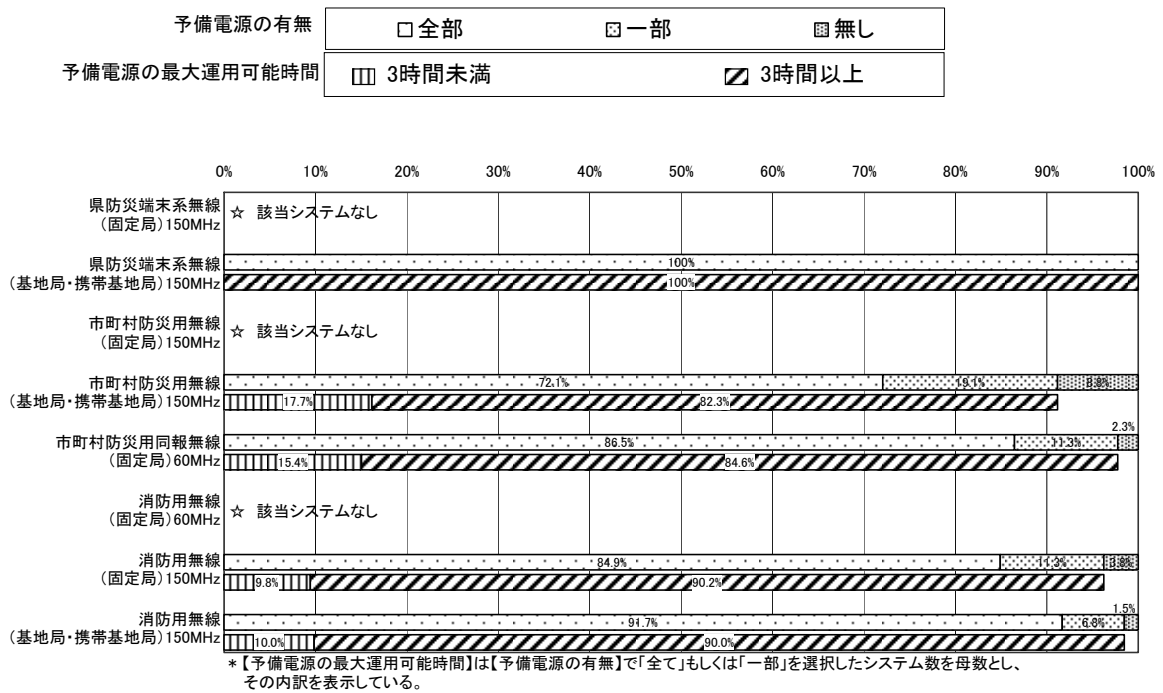 予備電源の有無 全部 一部 無し
予備電源の最大運用可能時間 3時間未満 3時間以上
0% 10% 20% 30% 40% 50% 60% 70% 80% 90% 100%
県防災端末系無線
(固定局)150MHz
☆ 該当システムなし
県防災端末系無線
(基地局・携帯基地局)150MHz
100%
100%
市町村防災用無線
(固定局)150MHz
☆ 該当システムなし
市町村防災用無線
(基地局・携帯基地局)150MHz
72.1% 19.1% 8.8%
17.7% 82.3%
市町村防災用同報無線
(固定局)60MHz
86.5% 11.3% 2.3%
15.4% 84.6%
消防用無線
(固定局)60MHz
☆ 該当システムなし
消防用無線
(固定局)150MHz
84.9% 11.3% 3.8%
9.8% 90.2%
消防用無線
(基地局・携帯基地局)150MHz
91.7% 6.8% 1.5%
10.0% 90.0%
*【予備電源の最大運用可能時間】は【予備電源の有無】で「全て」もしくは「一部」を選択したシステム数を母数とし、
その内訳を表示している。